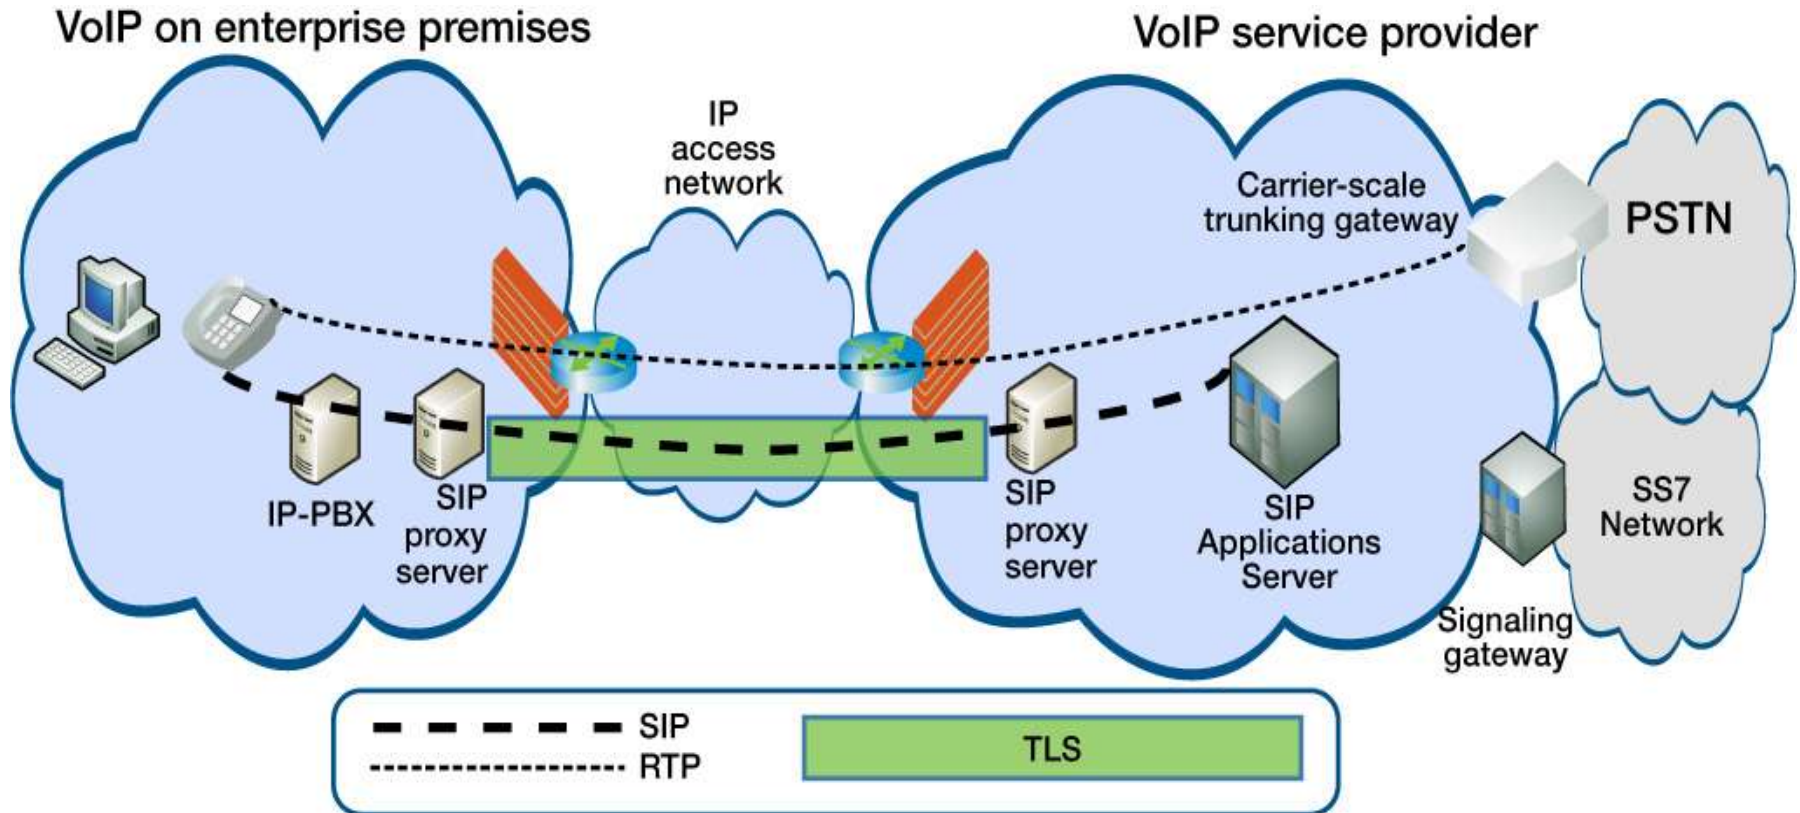 VoIP on enterprise premises
VoIP service provider
IP
access
network
Carrier-scale
trunking gateway
PSTN
IP-PBX
SIP
proxy
server
SIP
proxy
server
SIP
Applications
Server
SS7
Network
Signaling
gateway
SIP
RTP
TLS